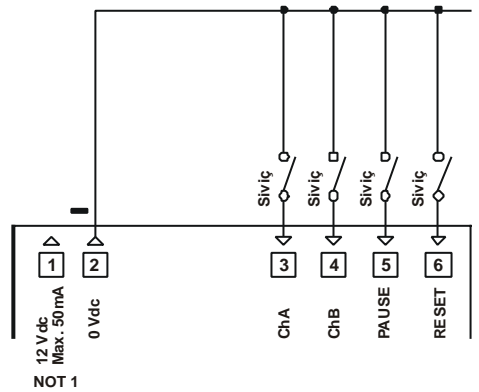 Siviç
Siviç
Siviç
Siviç
1
2
3
4
5
6
12 Vdc
Max. 50mA
0 Vdc
ChA
ChB
PAUSE
RESET
NOT 1